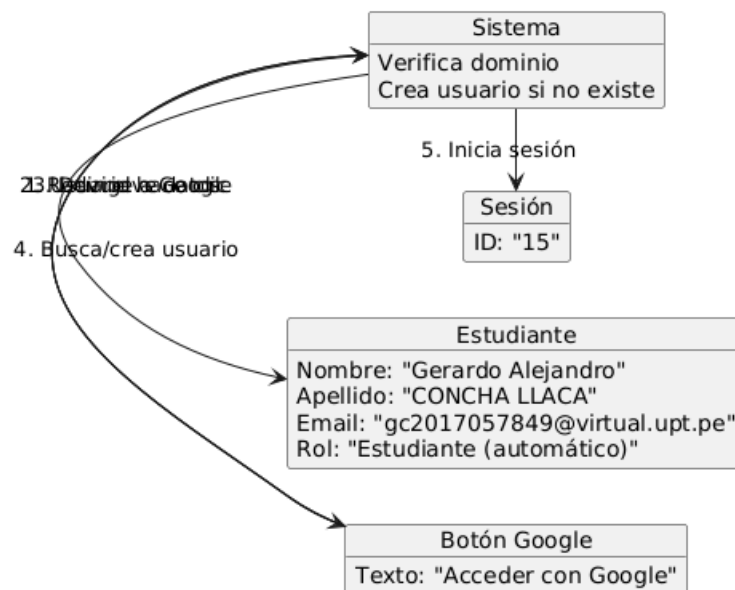 Sistema
Verifica dominio
Crea usuario si no existe
5. Inicia sesión
Sesión
ID: "15"
4. Busca/crea usuario
Estudiante
Nombre: "Gerardo Alejandro"
Apellido: "CONCHA LLACA"
Email: "gc2017057849@virtual.upt.pe"
Rol: "Estudiante (automático)"
Botón Google
Texto: "Acceder con Google"